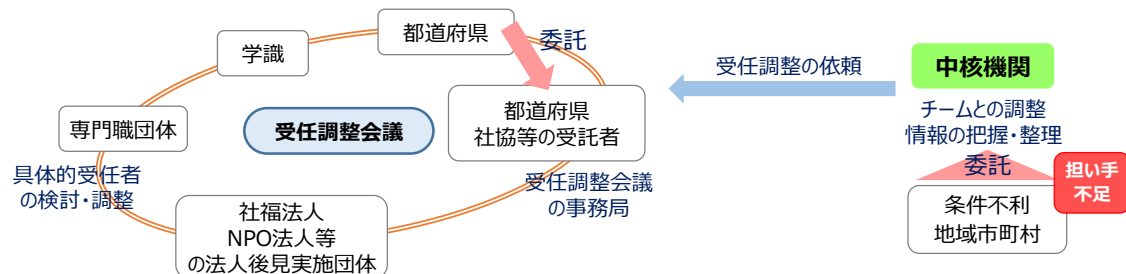 都道府県
委託
学識
受任調整の依頼
中核機関
専門職団体
受任調整会議
都道府県
社協等の受託者
チームとの調整
情報の把握・整理
委託
担い手
不足
具体的受任者
の検討・調整
受任調整会議
の事務局
社福法人
NPO法人等
の法人後見実施団体
条件不利
地域市町村